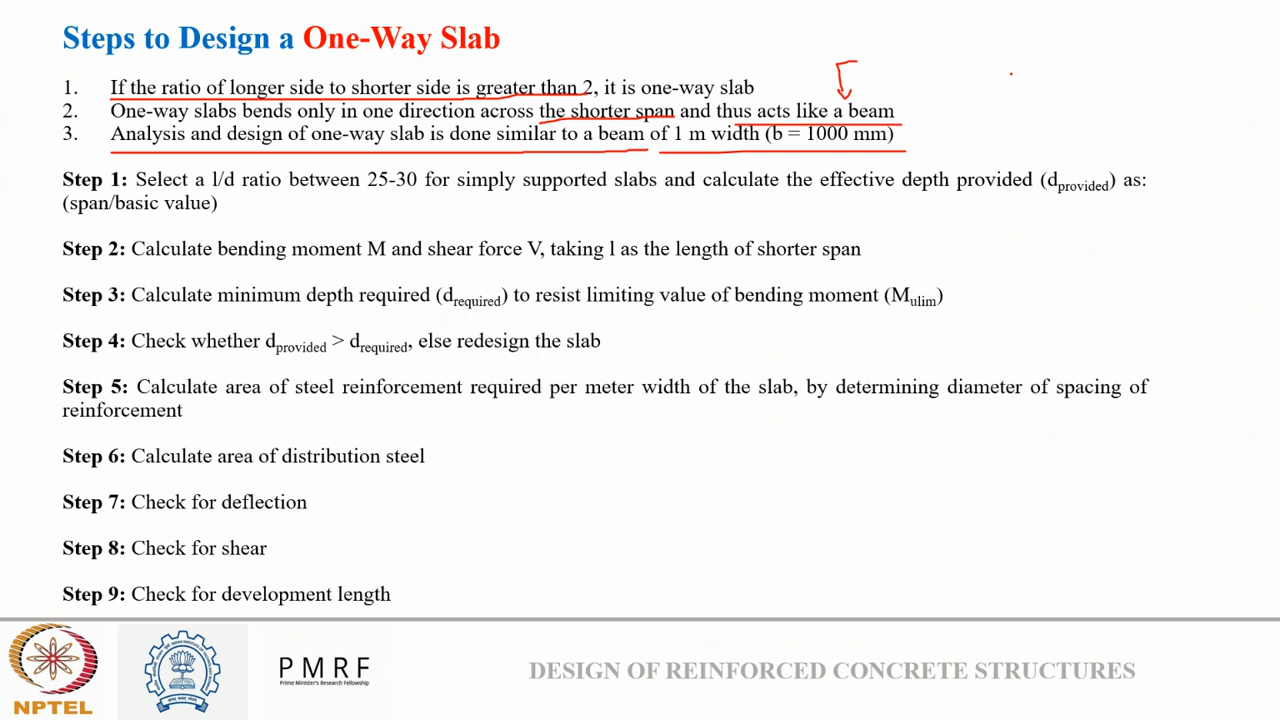 Steps to Design a One-Way Slab
1. If the ratio of longer side to shorter side is greater than 2, it is one-way slab
2. One-way slabs bends only in one direction across the shorter span and thus acts like a beam
3. Analysis and design of one-way slab is done similar to a beam of 1 m width (b = 1000 mm)
Step 1: Select a l/d ratio between 25-30 for simply supported slabs and calculate the effective depth provided (dprovided) as:
(span/basic value)
Step 2: Calculate bending moment M and shear force V, taking l as the length of shorter span
Step 3: Calculate minimum depth required (drequired) to resist limiting value of bending moment (Mulim)
Step 4: Check whether dprovided > drequired, else redesign the slab
Step 5: Calculate area of steel reinforcement required per meter width of the slab, by determining diameter of spacing of
reinforcement
Step 6: Calculate area of distribution steel
Step 7: Check for deflection
Step 8: Check for shear
Step 9: Check for development length
NPTEL
PMRF
Prime Minister's Research Fellowship
DESIGN OF REINFORCED CONCRETE STRUCTURES